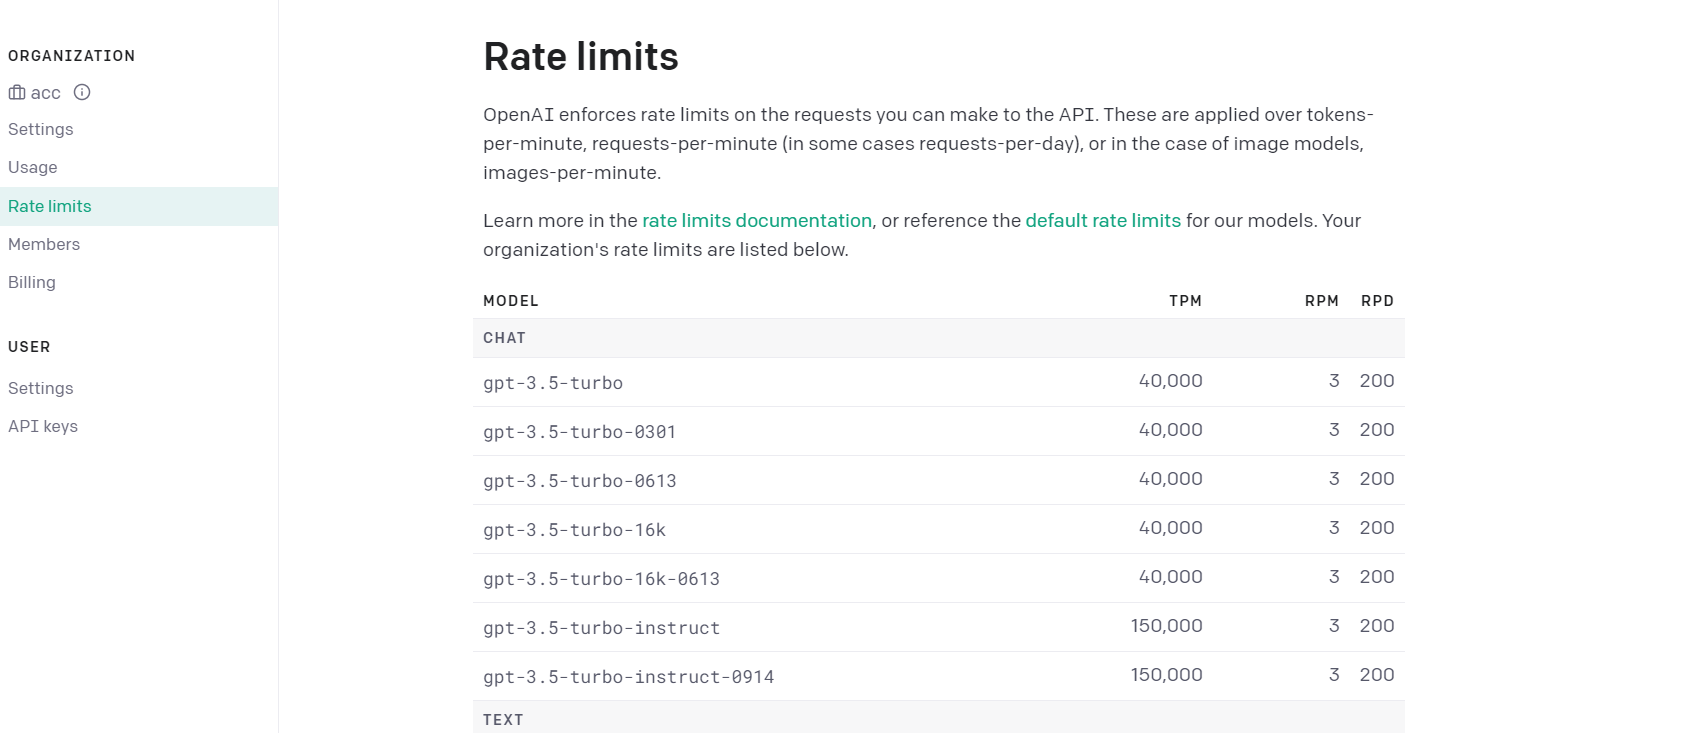 ORGANIZATION
acc
Settings
Usage
Rate limits
Members
Billing
USER
Settings
API keys
Rate limits
OpenAI enforces rate limits on the requests you can make to the API. These are applied over tokens-
per-minute, requests-per-minute (in some cases requests-per-day), or in the case of image models,
images-per-minute.
Learn more in the rate limits documentation, or reference the default rate limits for our models. Your
organization's rate limits are listed below.
MODEL TPM RPM RPD
CHAT
gpt-3.5-turbo 40,000 3 200
gpt-3.5-turbo-0301 40,000 3 200
gpt-3.5-turbo-0613 40,000 3 200
gpt-3.5-turbo-16k 40,000 3 200
gpt-3.5-turbo-16k-0613 40,000 3 200
gpt-3.5-turbo-instruct 150,000 3 200
gpt-3.5-turbo-instruct-0914 150,000 3 200
TEXT